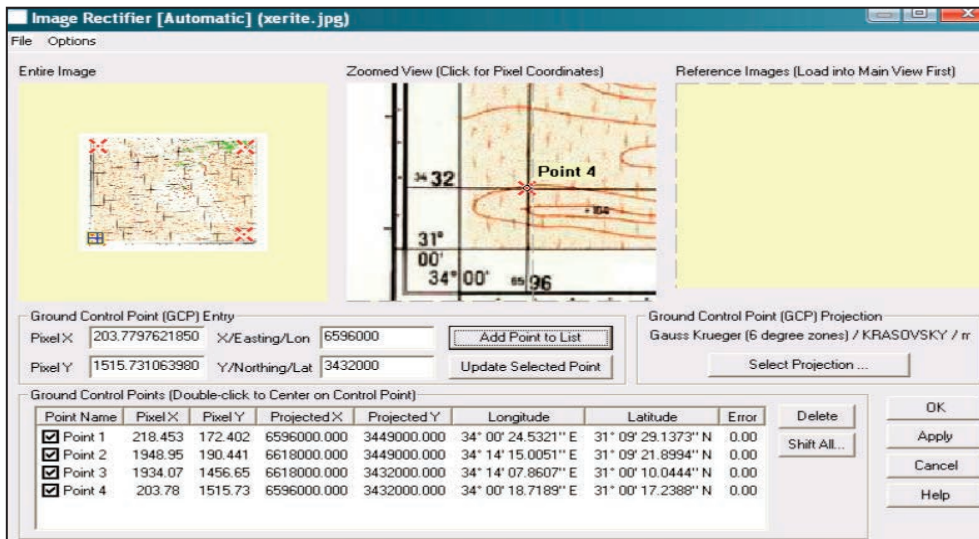 Image Rectifier [Automatic] (xerite.jpg)
File Options
Entire Image
Zoomed View (Click for Pixel Coordinates)
Reference Images (Load into Main View First)
Point 4
34 32
31°
00'
34° 00' 65 96
Ground Control Point (GCP) Entry
Pixel X 203.7797621850 X/Easting/Lon 6596000 Add Point to List
Pixel Y 1515.731063980 Y/Northing/Lat 3432000 Update Selected Point
Ground Control Point (GCP) Projection
Gauss Krueger (6 degree zones) / KRASOVSKY / m
Select Projection ...
Ground Control Points (Double-click to Center on Control Point)
Point Name Pixel X Pixel Y Projected X Projected Y Longitude Latitude Error
Point 1 218.453 172.402 6596000.000 3449000.000 34° 00' 24.5321" E 31° 09' 29.1373" N 0.00
Point 2 1948.95 190.441 6618000.000 3449000.000 34° 14' 15.0051" E 31° 09' 21.8994" N 0.00
Point 3 1934.07 1456.65 6618000.000 3432000.000 34° 14' 07.8607" E 31° 00' 10.0444" N 0.00
Point 4 203.78 1515.73 6596000.000 3432000.000 34° 00' 18.7189" E 31° 00' 17.2388" N 0.00
Delete
Shift All...
OK
Apply
Cancel
Help